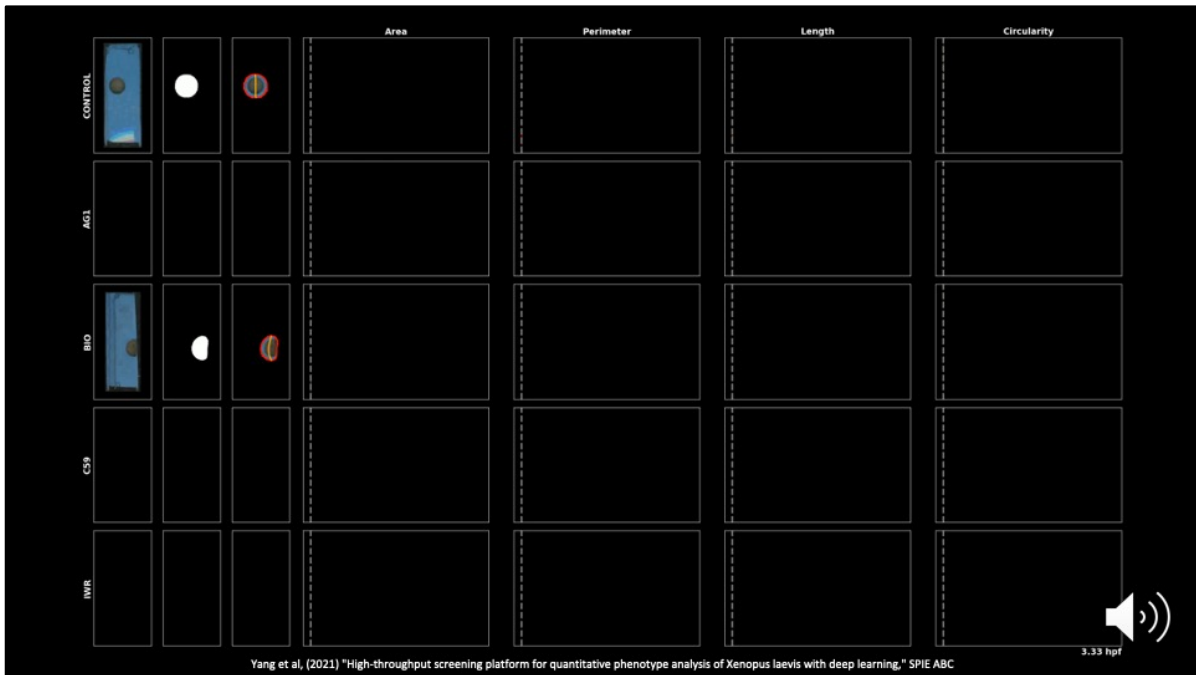 Area Perimeter Length Circularity
CONTROL
AG1
BIO
C59
IWR
3.33 hpf
Yang et al, (2021) "High-throughput screening platform for quantitative phenotype analysis of Xenopus laevis with deep learning," SPIE ABC